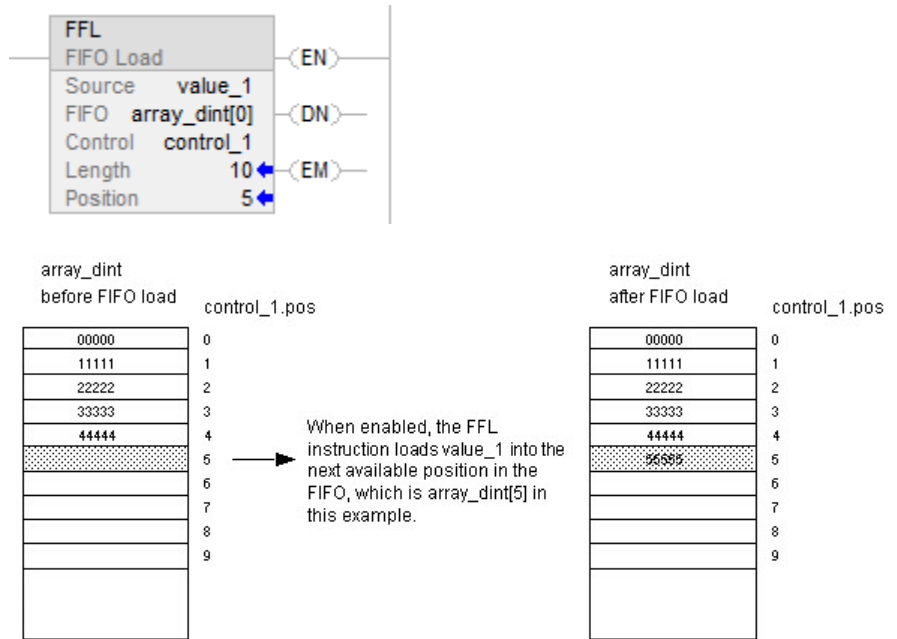 FFL
FIFO Load
(EN)
Source value_1
FIFO array_dint[0]
(DN)
Control control_1
Length 10
(EM)
Position 5
array_dint
before FIFO load
control_1.pos
00000 0
11111 1
22222 2
33333 3
44444 4
5
6
7
8
9
When enabled, the FFL
instruction loads value_1 into the
next available position in the
FIFO, which is array_dint[5] in
this example.
array_dint
after FIFO load
control_1.pos
00000 0
11111 1
22222 2
33333 3
44444 4
55555 5
6
7
8
9